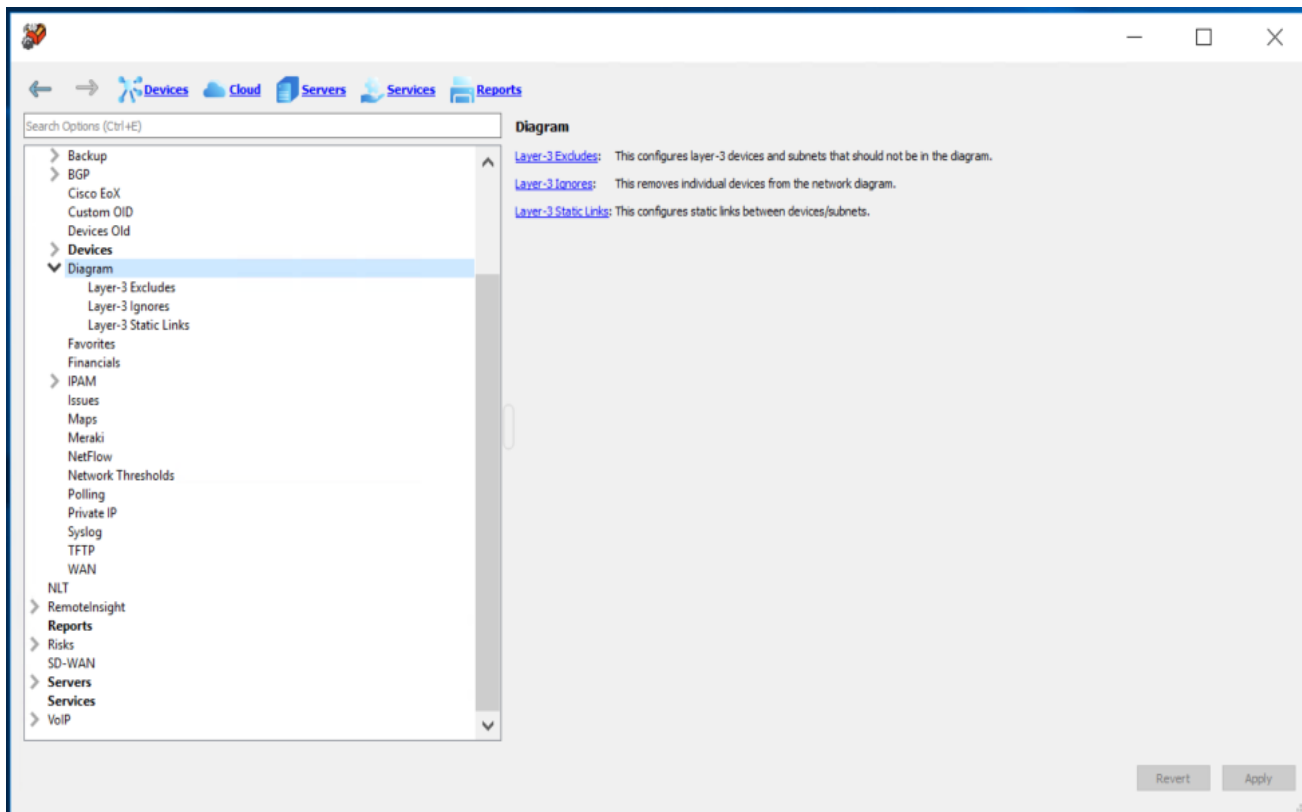 Devices Cloud Servers Services Reports
Search Options (Ctrl+E)
Backup
BGP
Cisco EoX
Custom OID
Devices Old
Devices
Diagram
Layer-3 Excludes
Layer-3 Ignores
Layer-3 Static Links
Favorites
Financials
IPAM
Issues
Maps
Meraki
NetFlow
Network Thresholds
Polling
Private IP
Syslog
TFTP
WAN
NLT
RemoteInsight
Reports
Risks
SD-WAN
Servers
Services
VoIP
Diagram
Layer-3 Excludes: This configures layer-3 devices and subnets that should not be in the diagram.
Layer-3 Ignores: This removes individual devices from the network diagram.
Layer-3 Static Links: This configures static links between devices/subnets.
Revert Apply